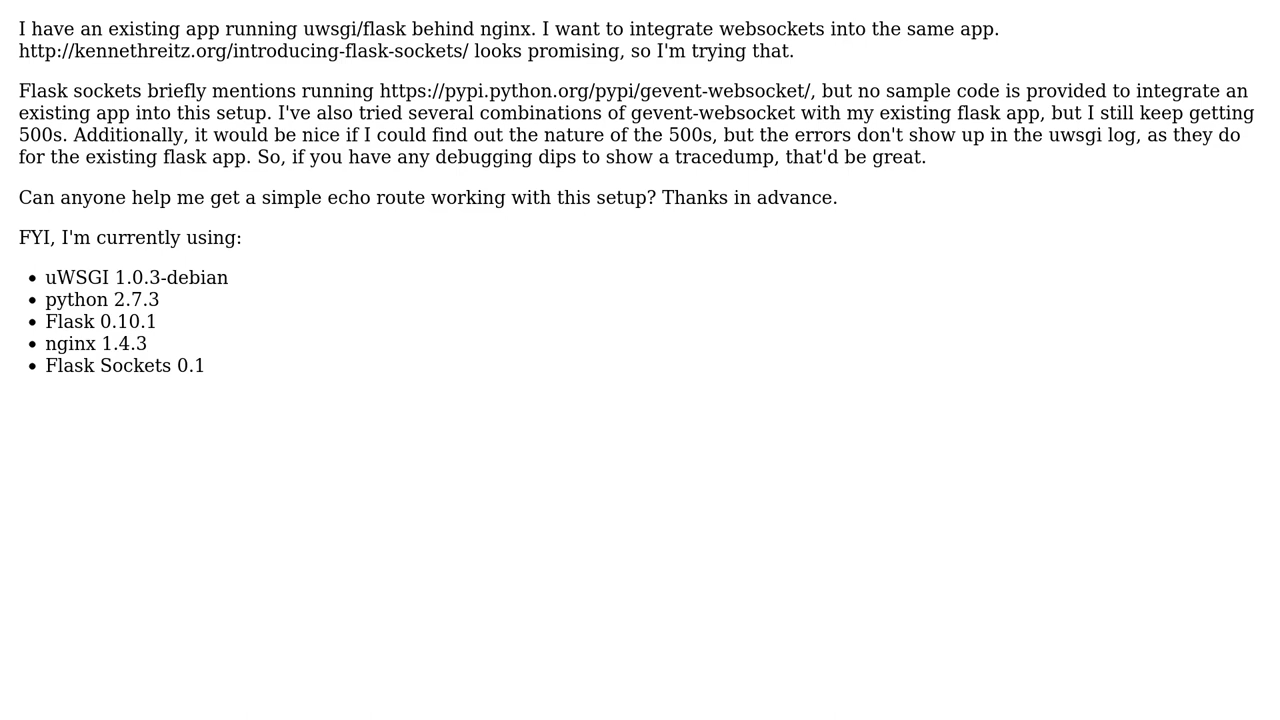 I have an existing app running uwsgi/flask behind nginx. I want to integrate websockets into the same app.
http://kennethreitz.org/introducing-flask-sockets/ looks promising, so I'm trying that.
Flask sockets briefly mentions running https://pypi.python.org/pypi/gevent-websocket/, but no sample code is provided to integrate an
existing app into this setup. I've also tried several combinations of gevent-websocket with my existing flask app, but I still keep getting
500s. Additionally, it would be nice if I could find out the nature of the 500s, but the errors don't show up in the uwsgi log, as they do
for the existing flask app. So, if you have any debugging dips to show a tracedump, that'd be great.
Can anyone help me get a simple echo route working with this setup? Thanks in advance.
FYI, I'm currently using:
• uWSGI 1.0.3-debian
• python 2.7.3
• Flask 0.10.1
• nginx 1.4.3
• Flask Sockets 0.1